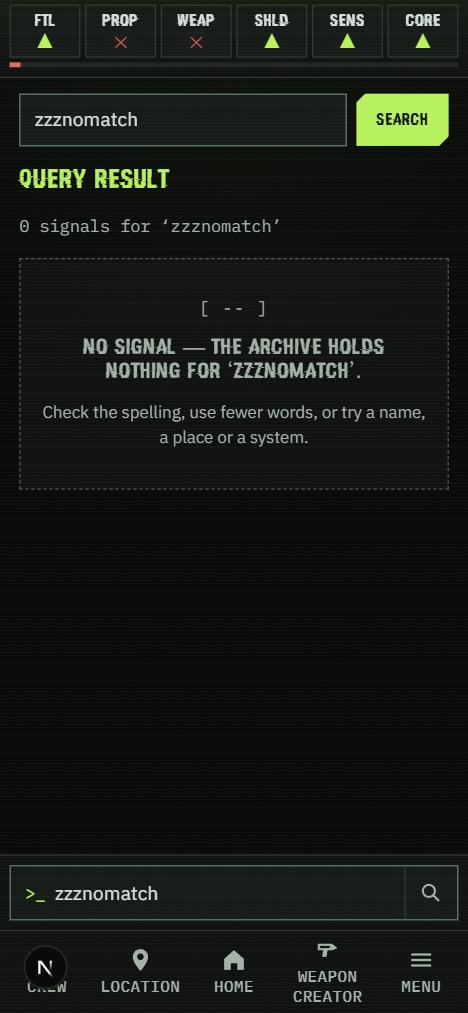 FTL PROP WEAP SHLD SENS CORE
zzznomatch SEARCH
QUERY RESULT
0 signals for ‘zzznomatch’
[ -- ]
NO SIGNAL — THE ARCHIVE HOLDS
NOTHING FOR ‘ZZZNOMATCH’.
Check the spelling, use fewer words, or try a name,
a place or a system.
>_ zzznomatch
N
CREW LOCATION HOME WEAPON CREATOR MENU